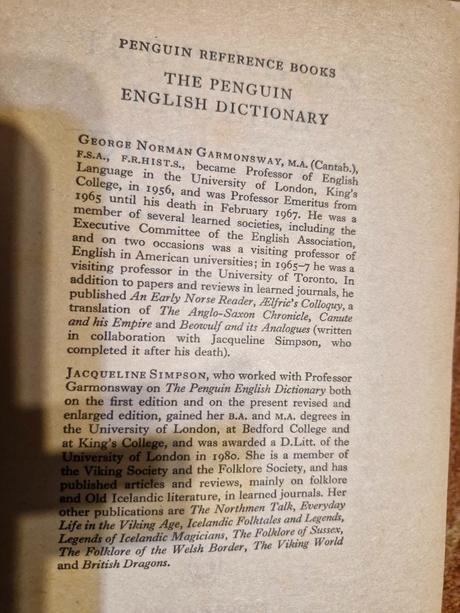 PENGUIN REFERENCE BOOKS
THE PENGUIN
ENGLISH DICTIONARY
GEORGE NORMAN GARMONSWAY, M.A. (Cantab.),
F.S.A., F.R.HIST.S., became Professor of English
Language in the University of London, King's
College, in 1956, and was Professor Emeritus from
1965 until his death in February 1967. He was a
member of several learned societies, including the
Executive Committee of the English Association,
and on two occasions was a visiting professor of
English in American universities; in 1965–7 he was a
visiting professor in the University of Toronto. In
addition to papers and reviews in learned journals, he
published An Early Norse Reader, Ælfric's Colloquy, a
translation of The Anglo-Saxon Chronicle, Canute
and his Empire and Beowulf and its Analogues (written
in collaboration with Jacqueline Simpson, who
completed it after his death).
JACQUELINE SIMPSON, who worked with Professor
Garmonsway on The Penguin English Dictionary both
on the first edition and on the present revised and
enlarged edition, gained her B.A. and M.A. degrees in
the University of London, at Bedford College and
at King's College, and was awarded a D.Litt. of the
University of London in 1980. She is a member of
the Viking Society and the Folklore Society, and has
published articles and reviews, mainly on folklore
and Old Icelandic literature, in learned journals. Her
other publications are The Northmen Talk, Everyday
Life in the Viking Age, Icelandic Folktales and Legends,
Legends of Icelandic Magicians, The Folklore of Sussex,
The Folklore of the Welsh Border, The Viking World
and British Dragons.